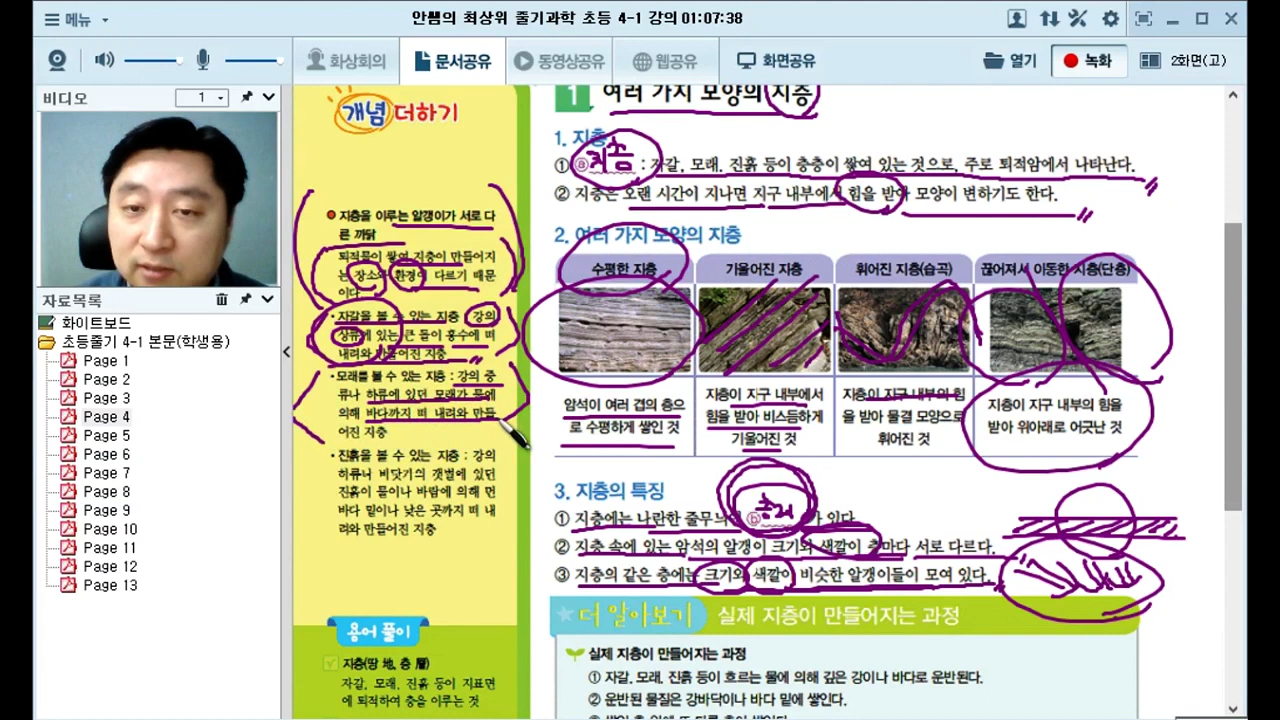 메뉴
안쌤의 최상위 줄기과학 초등 4-1 강의 01:07:38
화상회의
문서공유
동영상공유
웹공유
화면공유
열기
녹화
2화면(고)
비디오
1
자료목록
화이트보드
초등줄기 4-1 본문(학생용)
Page 1
Page 2
Page 3
Page 4
Page 5
Page 6
Page 7
Page 8
Page 9
Page 10
Page 11
Page 12
Page 13
개념 더하기
지층을 이루는 알갱이가 서로 다
른 까닭
퇴적물이 쌓여 지층이 만들어지
는 장소와 환경이 다르기 때문
이다.
• 자갈을 볼 수 있는 지층 : 강의
상류에 있는 큰 돌이 홍수에 떠
내려와 만들어진 지층
• 모래를 볼 수 있는 지층 : 강의 중
류나 하류에 있던 모래가 물에
의해 바다까지 떠 내려와 만들
어진 지층
• 진흙을 볼 수 있는 지층 : 강의
하류나 바닷가의 갯벌에 있던
진흙이 물이나 바람에 의해 먼
바다 밑이나 낮은 곳까지 떠 내
려와 만들어진 지층
용어 풀이
지층(땅 地, 층 層)
자갈, 모래, 진흙 등이 지표면
에 퇴적하여 층을 이루는 것
1 여러 가지 모양의 지층
1. 지층
① ⓐ 지층 : 자갈, 모래, 진흙 등이 층층이 쌓여 있는 것으로, 주로 퇴적암에서 나타난다.
② 지층은 오랜 시간이 지나면 지구 내부에서 힘을 받아 모양이 변하기도 한다.
2. 여러 가지 모양의 지층
수평한 지층
기울어진 지층
휘어진 지층(습곡)
끊어져서 이동한 지층(단층)
암석이 여러 겹의 층으
로 수평하게 쌓인 것
지층이 지구 내부에서
힘을 받아 비스듬하게
기울어진 것
지층이 지구 내부의 힘
을 받아 물결 모양으로
휘어진 것
지층이 지구 내부의 힘을
받아 위아래로 어긋난 것
3. 지층의 특징
① 지층에는 나란한 줄무늬인 ⓑ 층리가 있다.
② 지층 속에 있는 암석의 알갱이 크기와 색깔이 층마다 서로 다르다.
③ 지층의 같은 층에는 크기와 색깔이 비슷한 알갱이들이 모여 있다.
더 알아보기 실제 지층이 만들어지는 과정
실제 지층이 만들어지는 과정
① 자갈, 모래, 진흙 등이 흐르는 물에 의해 깊은 강이나 바다로 운반된다.
② 운반된 물질은 강바닥이나 바다 밑에 쌓인다.